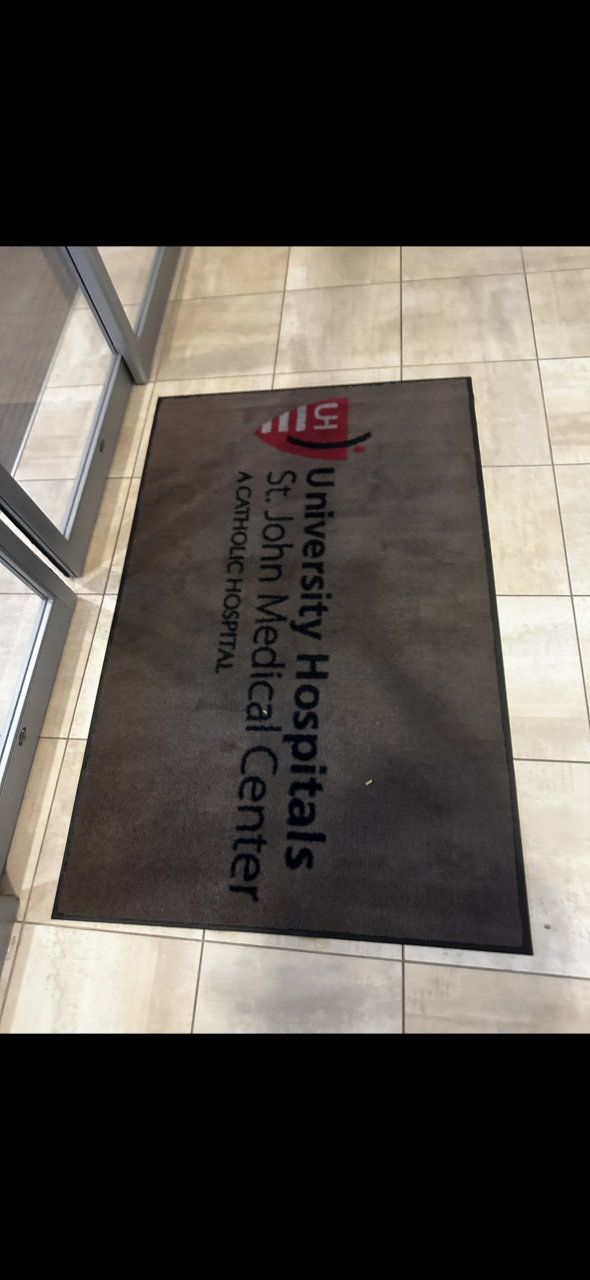 UH
University Hospitals
St. John Medical Center
A CATHOLIC HOSPITAL